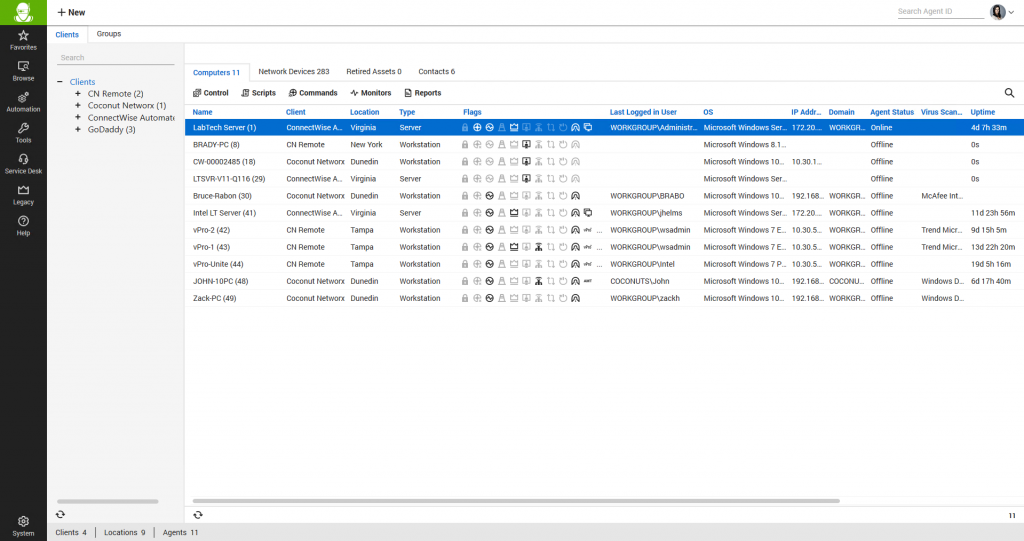 + New
Search Agent ID
Favorites
Browse
Automation
Tools
Service Desk
Legacy
Help
System
Clients Groups
Search
Clients
CN Remote (2)
Coconut Networx (1)
ConnectWise Automate
GoDaddy (3)
Computers 11 Network Devices 283 Retired Assets 0 Contacts 6
Control Scripts Commands Monitors Reports
Name Client Location Type Flags Last Logged in User OS IP Addr... Domain Agent Status Virus Scan... Uptime
LabTech Server (1) ConnectWise A... Virginia Server WORKGROUP\Administr... Microsoft Windows Ser... 172.20.... WORKGR... Online 4d 7h 33m
BRADY-PC (8) CN Remote New York Workstation Microsoft Windows 8.1... Offline 0s
CW-00002485 (18) Coconut Networx Dunedin Workstation Microsoft Windows 10... 10.30.1... Offline 0s
LTSVR-V11-Q116 (29) ConnectWise A... Virginia Server Microsoft Windows Ser... Offline 0s
Bruce-Rabon (30) Coconut Networx Dunedin Workstation WORKGROUP\BRABO Microsoft Windows 10... 192.168... WORKGR... Offline McAfee Int...
Intel LT Server (41) ConnectWise A... Virginia Server WORKGROUP\jhelms Microsoft Windows Ser... 172.20.... WORKGR... Offline 11d 23h 56m
vPro-2 (42) CN Remote Tampa Workstation vPro ... WORKGROUP\wsadmin Microsoft Windows 7 E... 10.30.5... WORKGR... Offline Trend Micr... 9d 15h 5m
vPro-1 (43) CN Remote Tampa Workstation vPro WORKGROUP\wsadmin Microsoft Windows 7 E... 10.30.5... WORKGR... Offline Trend Micr... 13d 22h 20m
vPro-Unite (44) CN Remote Tampa Workstation vPro ... WORKGROUP\Intel Microsoft Windows 7 P... 10.30.5... WORKGR... Offline 19d 5h 16m
JOHN-10PC (48) Coconut Networx Dunedin Workstation AMT COCONUTS\John Microsoft Windows 10... 192.168... COCONU... Offline Windows D... 6d 17h 40m
Zack-PC (49) Coconut Networx Dunedin Workstation WORKGROUP\zackh Microsoft Windows 10... 192.168... WORKGR... Offline Windows D...
11
Clients 4 | Locations 9 | Agents 11